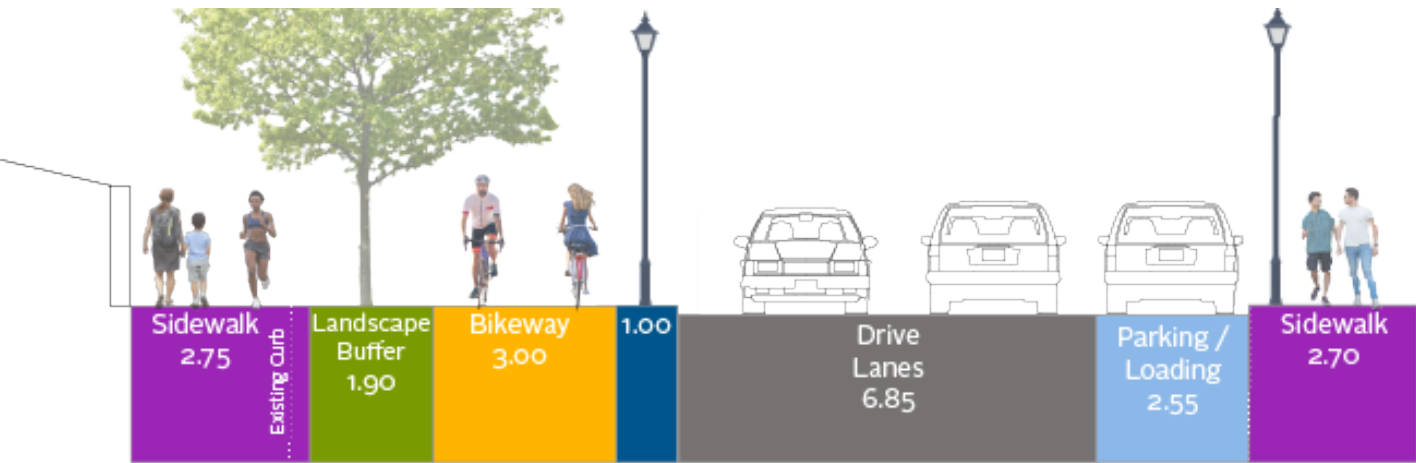 Sidewalk
2.75
Existing Curb
Landscape
Buffer
1.90
Bikeway
3.00
1.00
Drive
Lanes
6.85
Parking /
Loading
2.55
Sidewalk
2.70